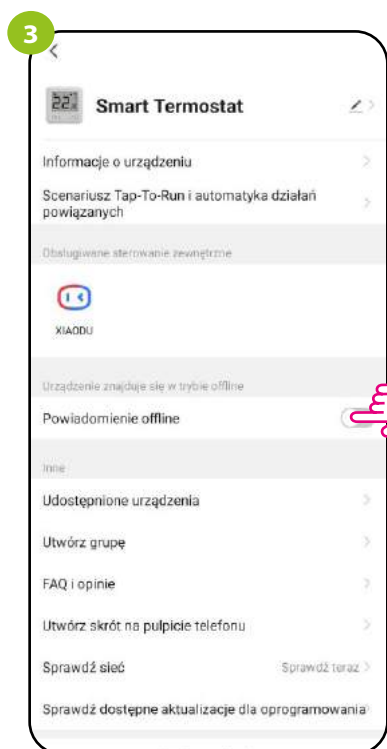 3
Smart Termostat
Informacje o urządzeniu
Scenariusz Tap-To-Run i automatyka działań
powiązanych
Obsługiwane sterowanie zewnętrzne
XIAODU
Urządzenie znajduje się w trybie offline
Powiadomienie offline
Inne
Udostępnione urządzenia
Utwórz grupę
FAQ i opinie
Utwórz skrót na pulpicie telefonu
Sprawdź sieć Sprawdź teraz
Sprawdź dostępne aktualizacje dla oprogramowania